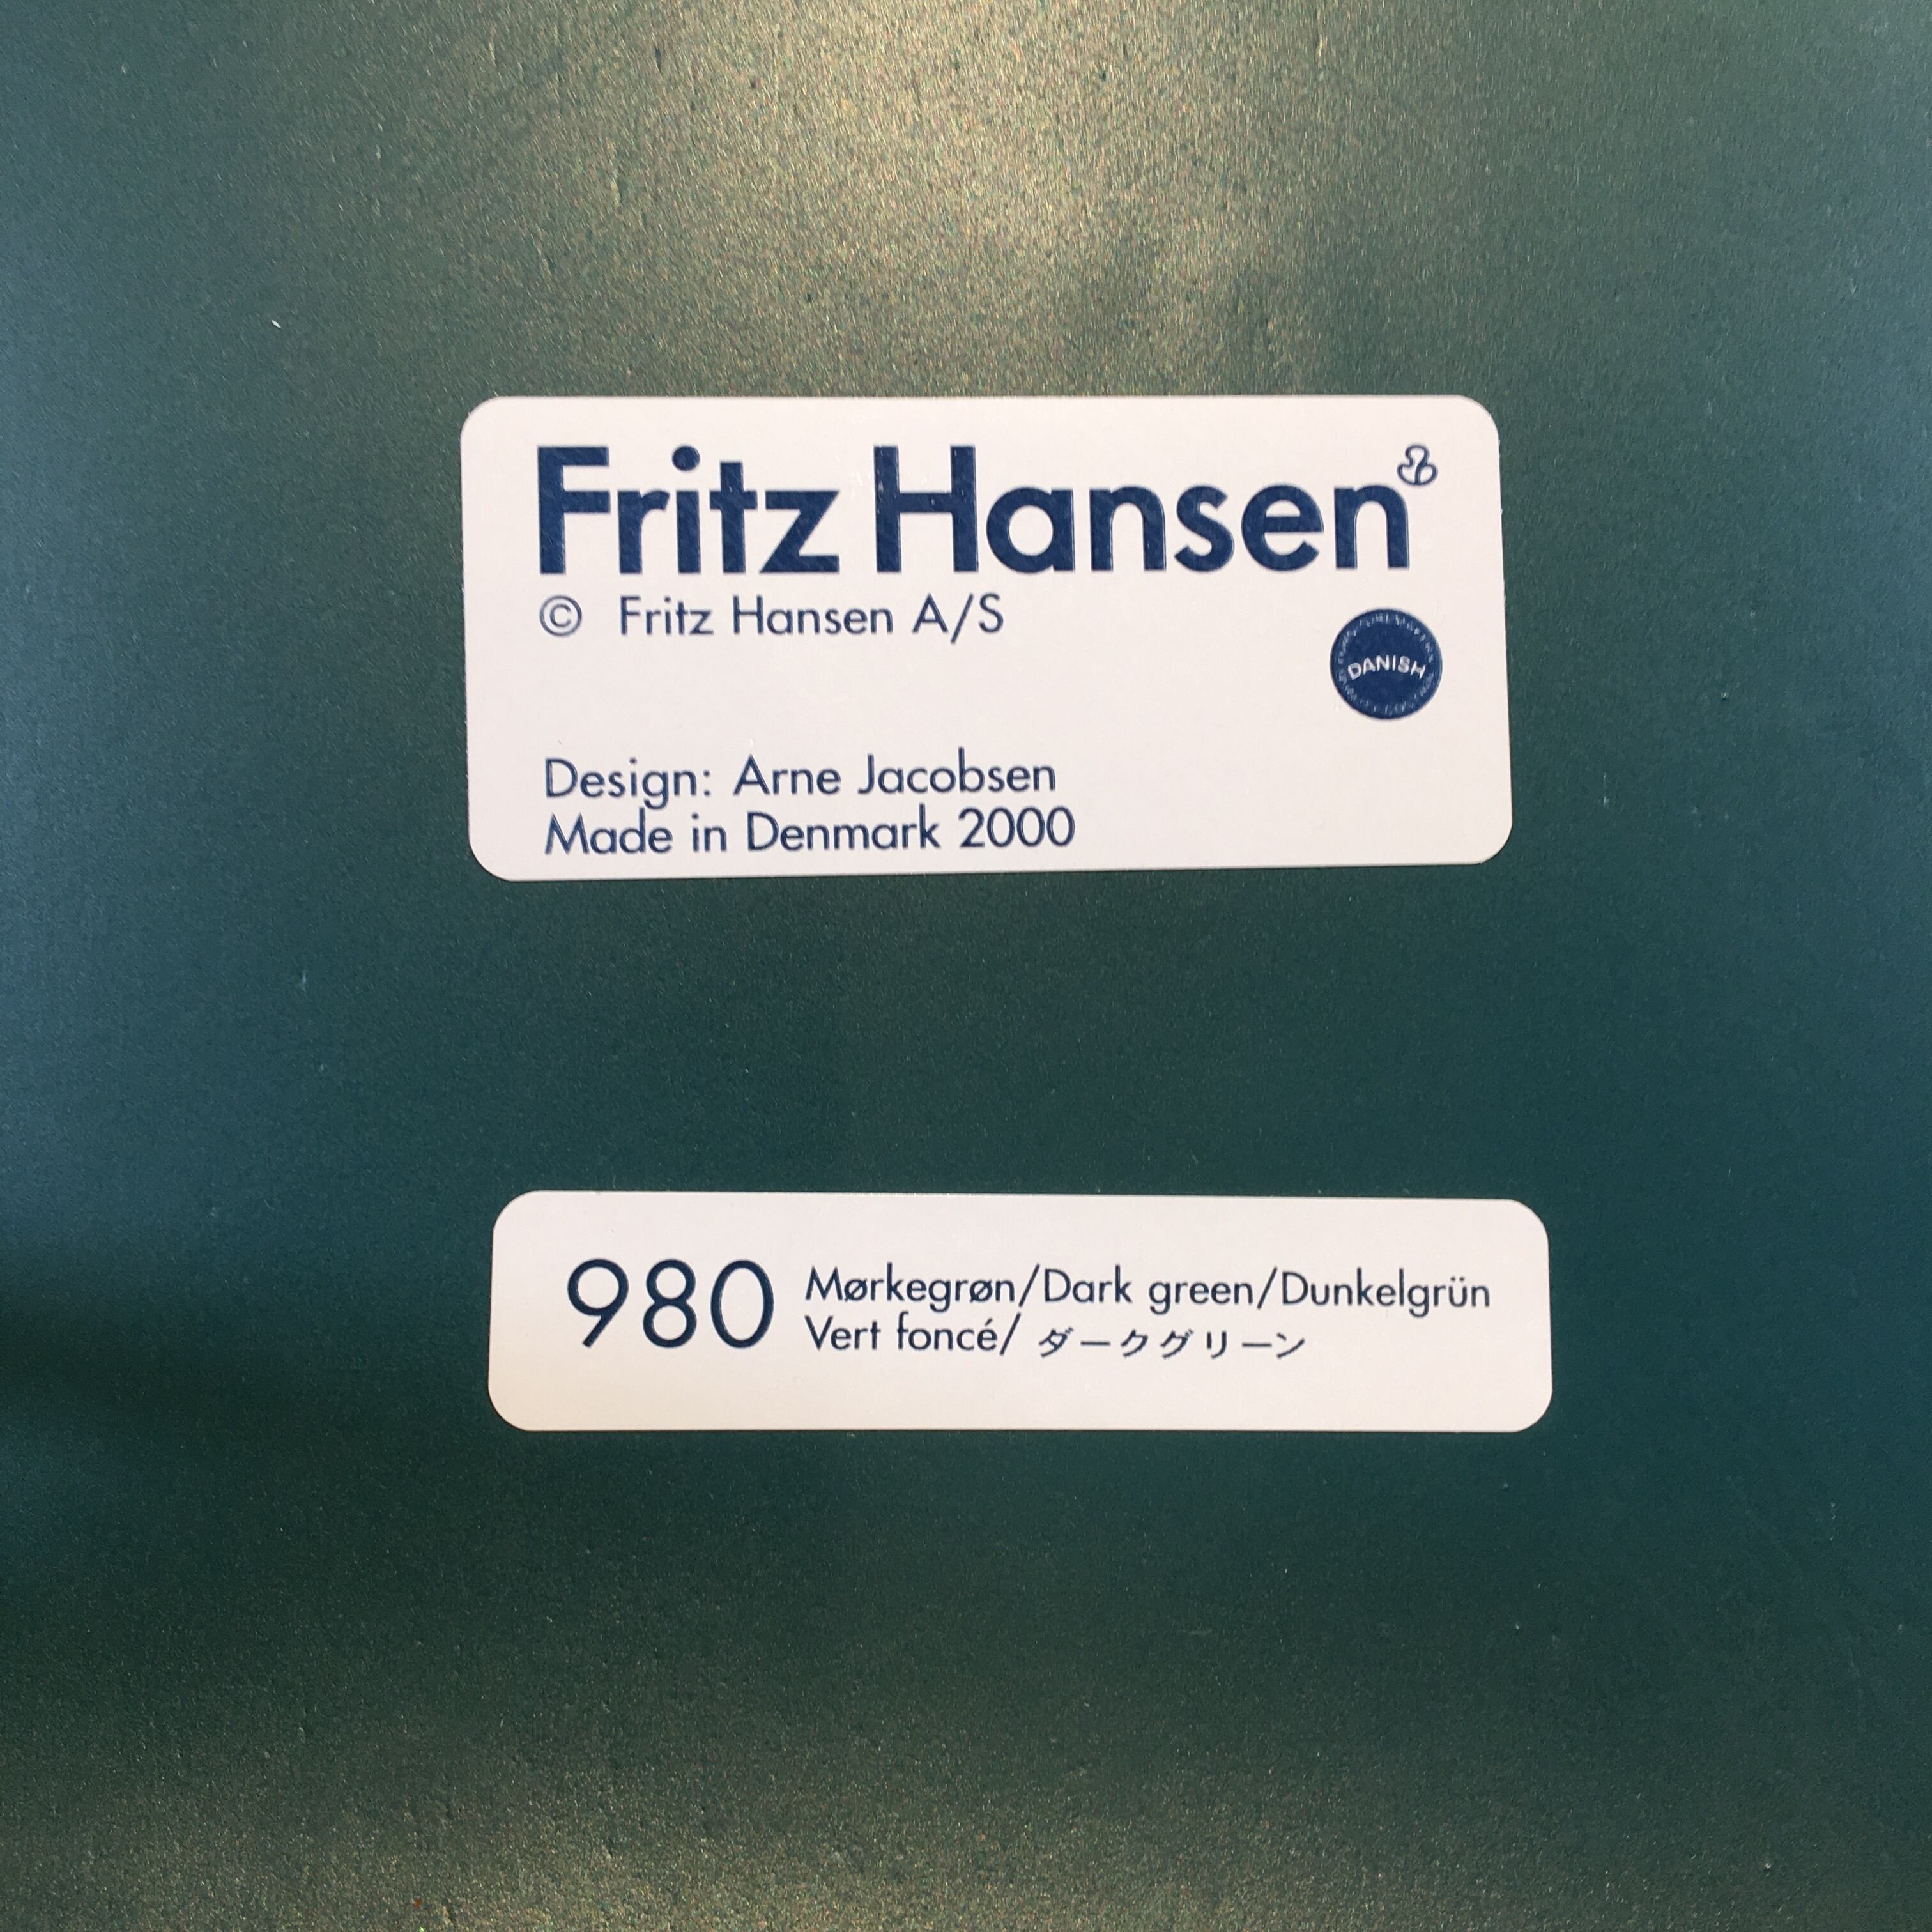 Fritz Hansen
© Fritz Hansen A/S
DANISH
Design: Arne Jacobsen
Made in Denmark 2000
980 Mørkegrøn/Dark green/Dunkelgrün
Vert foncé/ ダークグリーン